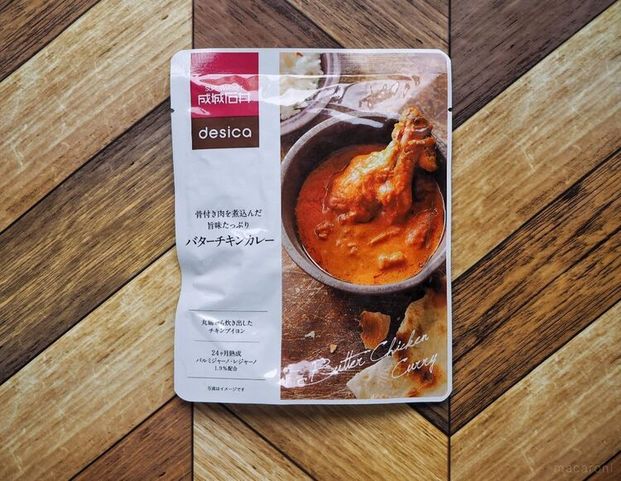 成城石井
desica
骨付き肉を煮込んだ
旨味たっぷり
バターチキンカレー
丸鶏から炊き出した
チキンブイヨン
24ヶ月熟成
パルミジャーノ・レジャーノ
1.9%配合
写真はイメージです
Butter Chicken
Curry
macaroni